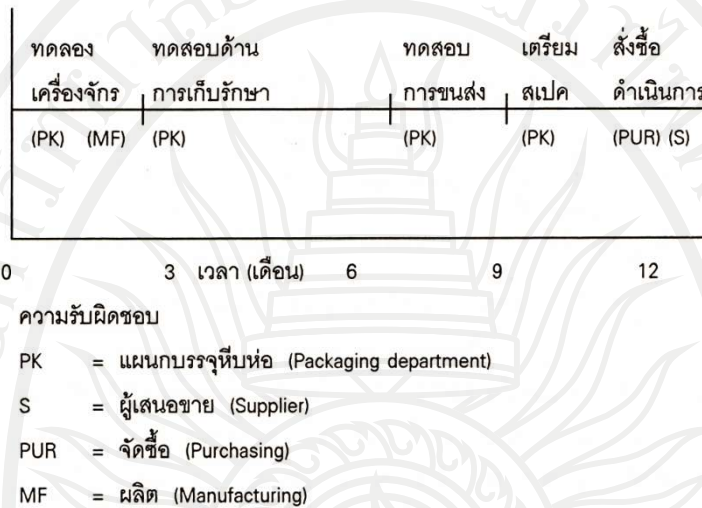 ทดลอง ทดสอบด้าน ทดสอบ เตรียม สั่งซื้อ
เครื่องจักร การเก็บรักษา การขนส่ง สเปค ดำเนินการ
(PK) (MF) (PK) (PK) (PK) (PUR) (S)
0 3 เวลา (เดือน) 6 9 12
ความรับผิดชอบ
PK = แผนกบรรจุหีบห่อ (Packaging department)
S = ผู้เสนอขาย (Supplier)
PUR = จัดซื้อ (Purchasing)
MF = ผลิต (Manufacturing)